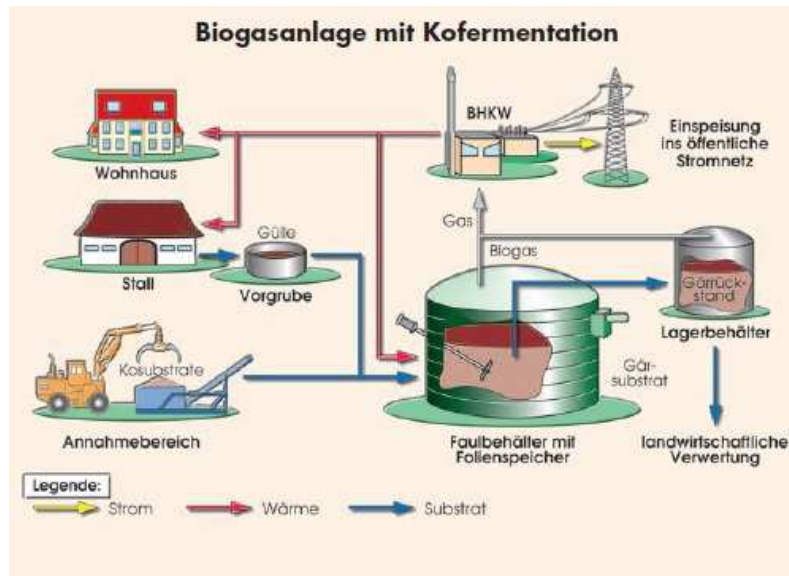 Biogasanlage mit Kofermentation
BHKW
Einspeisung
ins öffentliche
Stromnetz
Wohnhaus
Gülle
Gas
Biogas
Stall
Vorgrube
Gärrück-
stand
Lagerbehälter
Kosubstrate
Gär-
substrat
Annahmebereich
Faulbehälter mit
Folienspeicher
landwirtschaftliche
Verwertung
Legende:
Strom
Wärme
Substrat